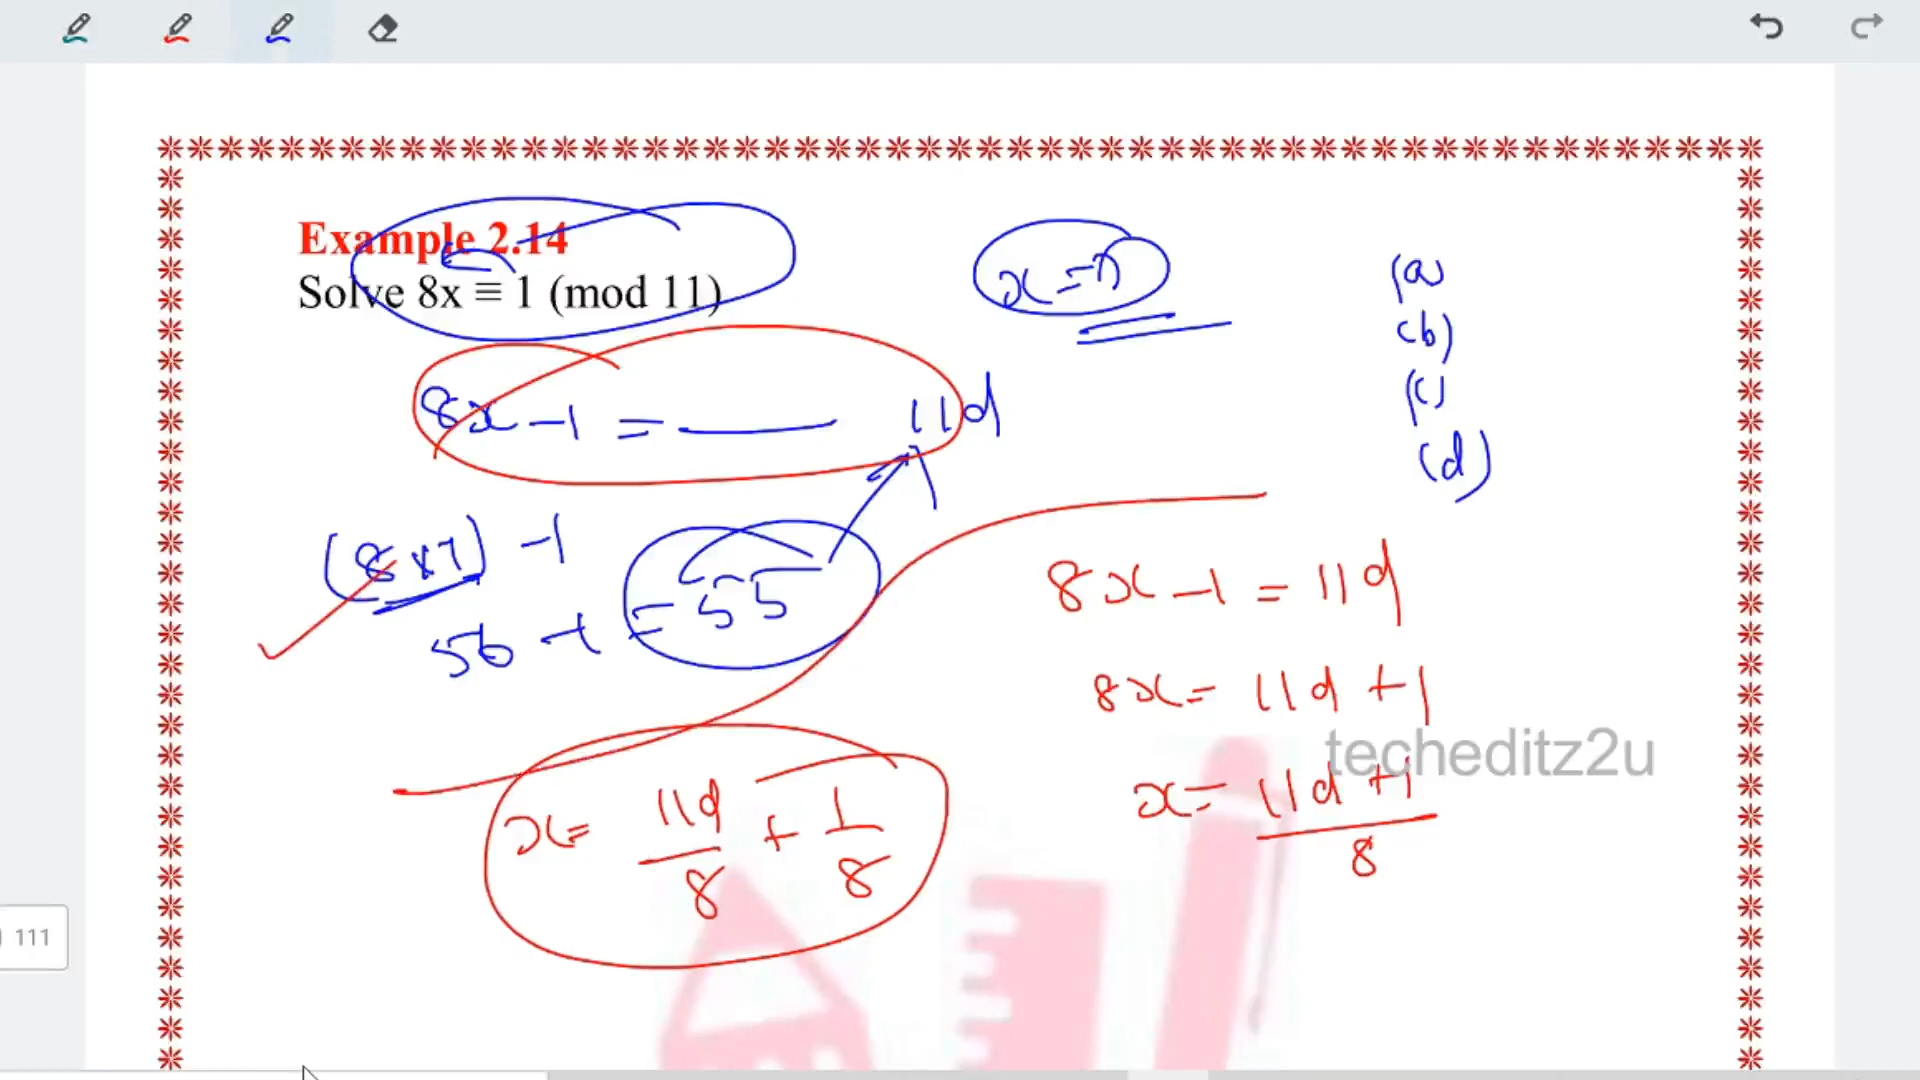 Example 2.14
Solve 8x ≡ 1 (mod 11)
x = 7
(a)
(b)
(c)
(d)
8x - 1 = 11d
(8×7) - 1
56 - 1 = 55
8x - 1 = 11d
8x = 11d + 1
techeditz2u
x = 11d + 1 / 8
x = 11d/8 + 1/8
111